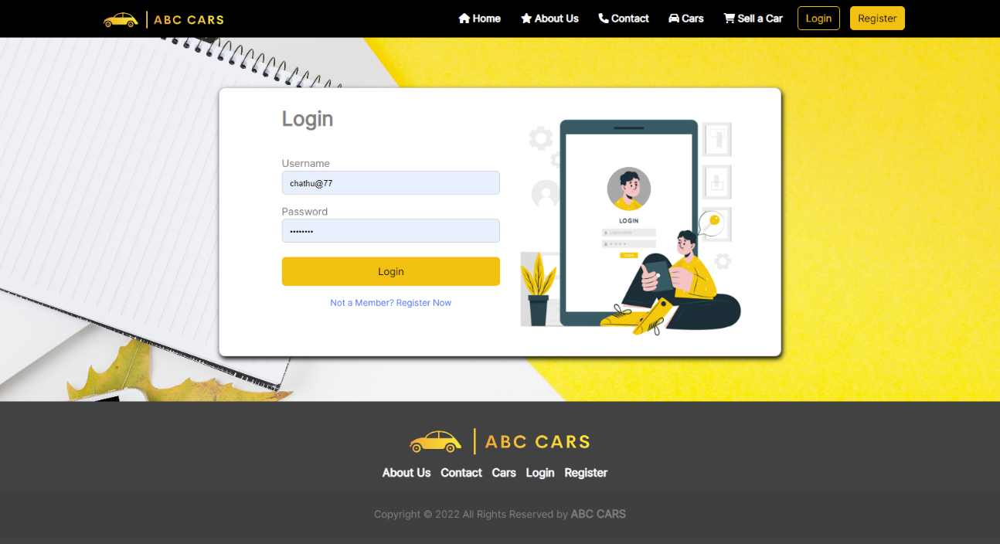 ABC CARS
Home About Us Contact Cars Sell a Car Login Register
Login
Username
chathu@77
Password
••••••••
Login
Not a Member? Register Now
LOGIN
Username
LOGIN
ABC CARS
About Us Contact Cars Login Register
Copyright © 2022 All Rights Reserved by ABC CARS